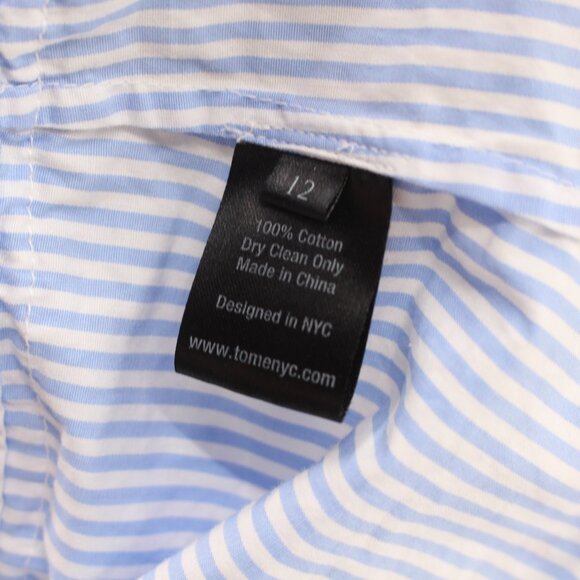 12
100% Cotton
Dry Clean Only
Made in China
Designed in NYC
www.tomenyc.com